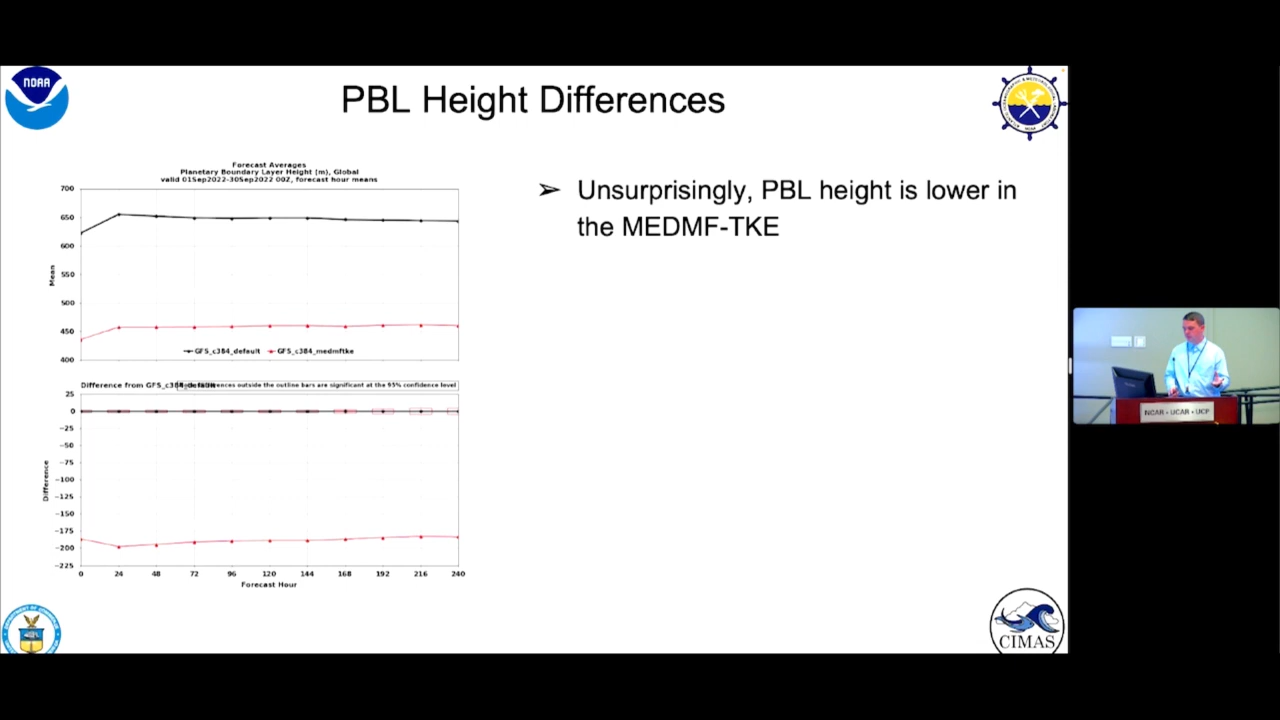 NOAA
PBL Height Differences
Forecast Averages
Planetary Boundary Layer Height (m), Global
valid 01Sep2022-30Sep2022 00Z, forecast hour means
700
650
600
550
500
450
400
Mean
GFS_c384_default GFS_c384_medmftke
➢ Unsurprisingly, PBL height is lower in
the MEDMF-TKE
Difference from GFS_c384_default
outside the outline bars are significant at the 95% confidence level
25
0
−25
−50
−75
−100
−125
−150
−175
−200
−225
Difference
0 24 48 72 96 120 144 168 192 216 240
Forecast Hour
NCAR • UCAR • UCP
CIMAS